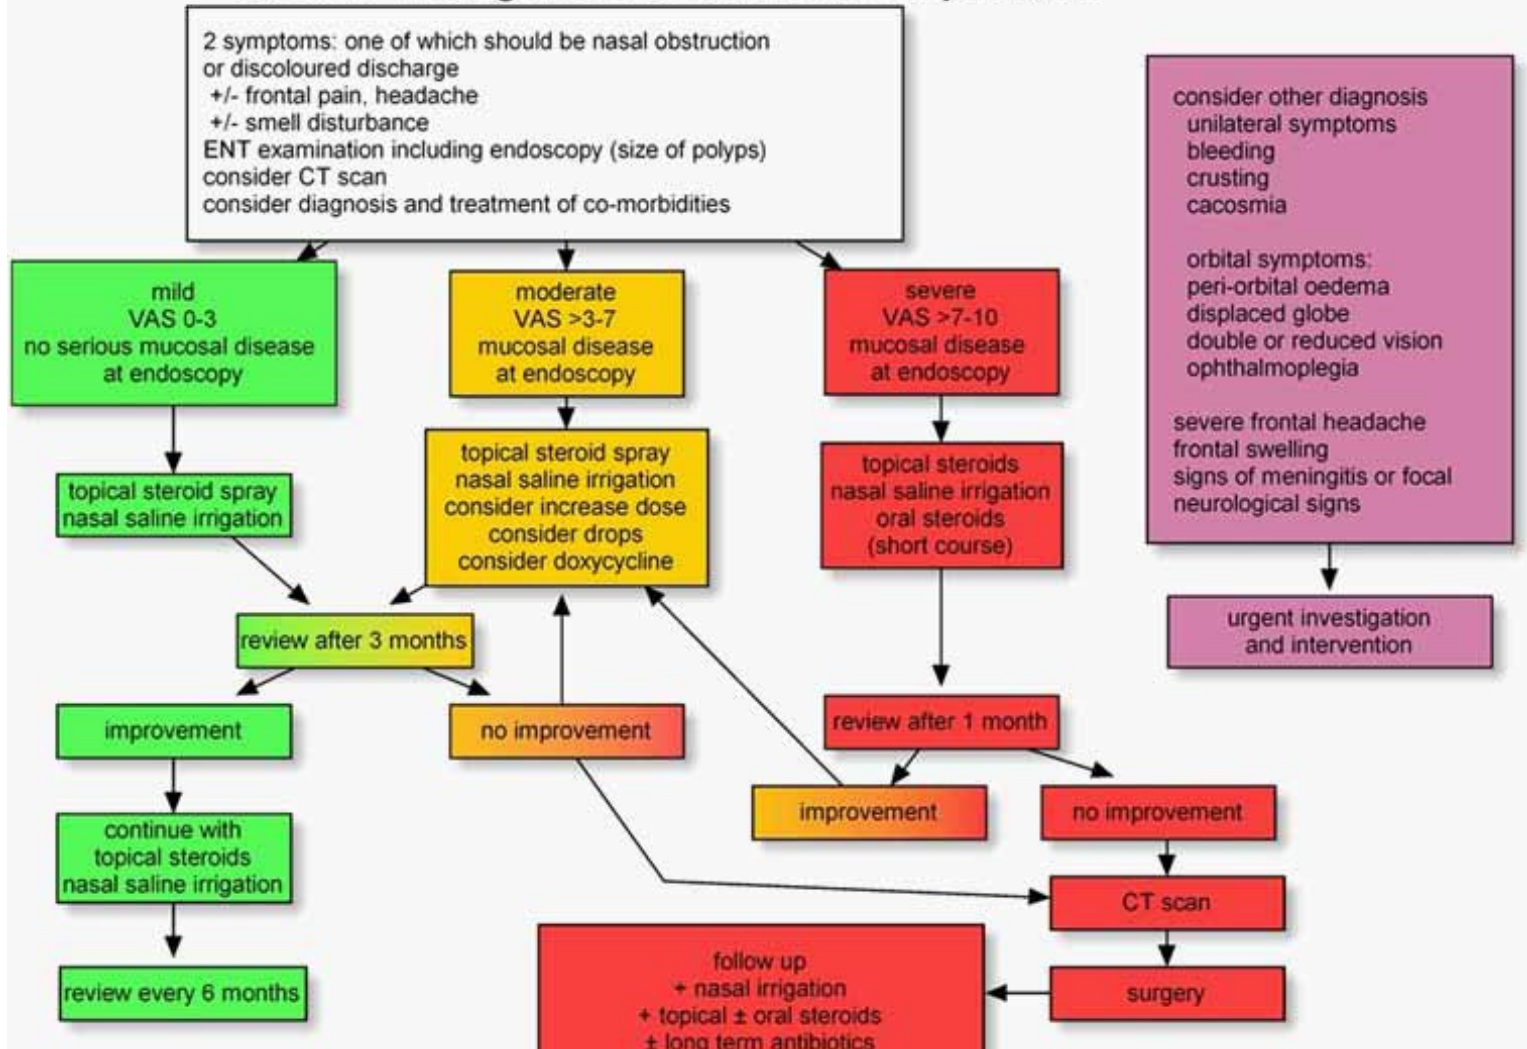 2 symptoms: one of which should be nasal obstruction
or discoloured discharge
+/- frontal pain, headache
+/- smell disturbance
ENT examination including endoscopy (size of polyps)
consider CT scan
consider diagnosis and treatment of co-morbidities
mild
VAS 0-3
no serious mucosal disease
at endoscopy
moderate
VAS >3-7
mucosal disease
at endoscopy
severe
VAS >7-10
mucosal disease
at endoscopy
consider other diagnosis
unilateral symptoms
bleeding
crusting
cacosmia
orbital symptoms:
peri-orbital oedema
displaced globe
double or reduced vision
ophthalmoplegia
severe frontal headache
frontal swelling
signs of meningitis or focal
neurological signs
topical steroid spray
nasal saline irrigation
topical steroid spray
nasal saline irrigation
consider increase dose
consider drops
consider doxycycline
topical steroids
nasal saline irrigation
oral steroids
(short course)
urgent investigation
and intervention
review after 3 months
improvement
no improvement
review after 1 month
improvement
no improvement
continue with
topical steroids
nasal saline irrigation
CT scan
review every 6 months
surgery
follow up
+ nasal irrigation
+ topical ± oral steroids
± long term antibiotics